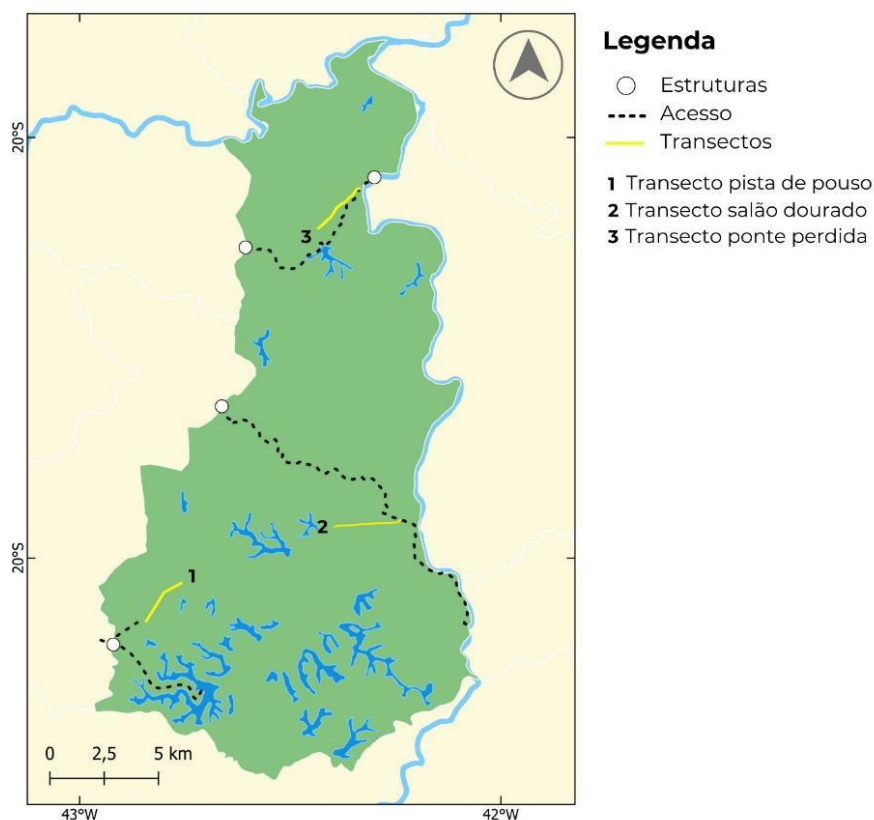 Legenda
Estruturas
Acesso
Transectos
1 Transecto pista de pouso
2 Transecto salão dourado
3 Transecto ponte perdida
20°S
3
2
20°S
1
0 2,5 5 km
43°W 42°W